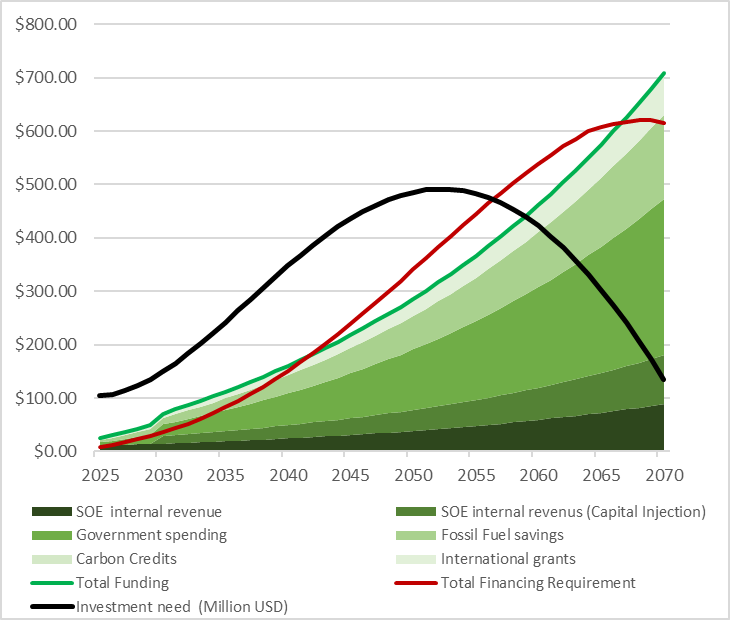 $800.00
$700.00
$600.00
$500.00
$400.00
$300.00
$200.00
$100.00
$0.00
2025 2030 2035 2040 2045 2050 2055 2060 2065 2070
SOE internal revenue SOE internal revenus (Capital Injection)
Government spending Fossil Fuel savings
Carbon Credits International grants
Total Funding Total Financing Requirement
Investment need (Million USD)